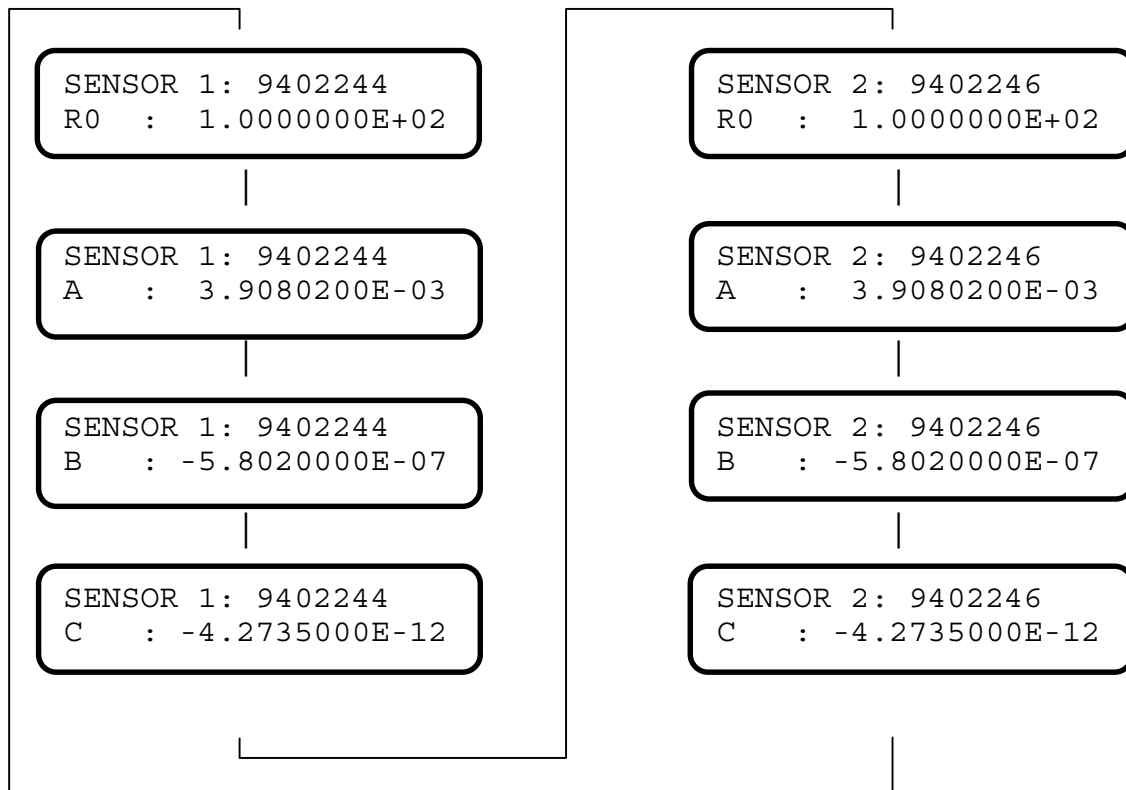 SENSOR 1: 9402244
R0 : 1.0000000E+02
SENSOR 1: 9402244
A : 3.9080200E-03
SENSOR 1: 9402244
B : -5.8020000E-07
SENSOR 1: 9402244
C : -4.2735000E-12
SENSOR 2: 9402246
R0 : 1.0000000E+02
SENSOR 2: 9402246
A : 3.9080200E-03
SENSOR 2: 9402246
B : -5.8020000E-07
SENSOR 2: 9402246
C : -4.2735000E-12